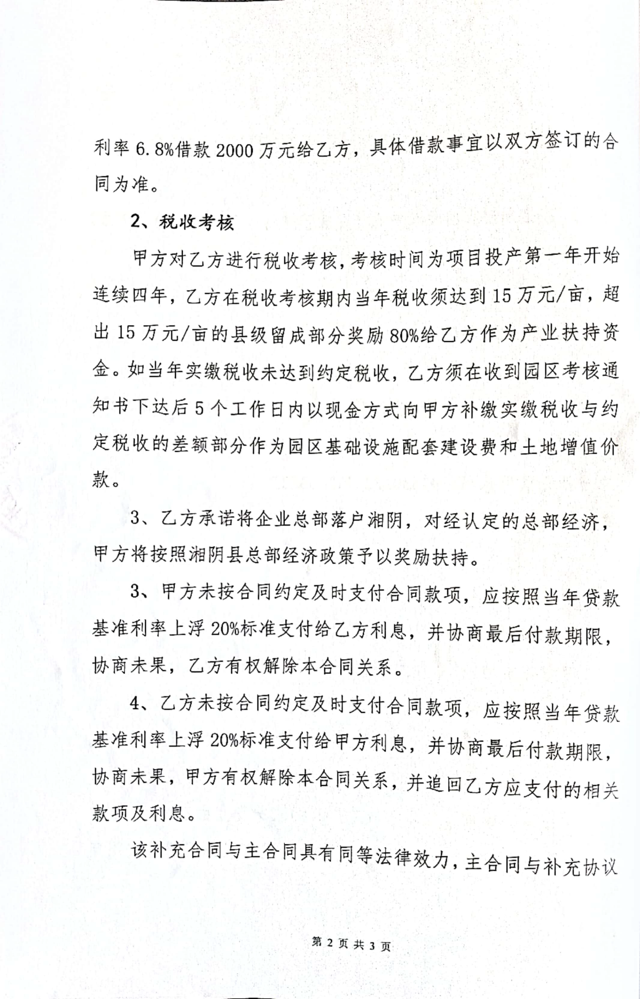 利率 6.8%借款 2000 万元给乙方，具体借款事宜以双方签订的合
同为准。
2、税收考核
甲方对乙方进行税收考核，考核时间为项目投产第一年开始
连续四年，乙方在税收考核期内当年税收须达到 15 万元/亩，超
出 15 万元/亩的县级留成部分奖励 80%给乙方作为产业扶持资
金。如当年实缴税收未达到约定税收，乙方须在收到园区考核通
知书下达后 5 个工作日内以现金方式向甲方补缴实缴税收与约
定税收的差额部分作为园区基础设施配套建设费和土地增值价
款。
3、乙方承诺将企业总部落户湘阴，对经认定的总部经济，
甲方将按照湘阴县总部经济政策予以奖励扶持。
3、甲方未按合同约定及时支付合同款项，应按照当年贷款
基准利率上浮 20%标准支付给乙方利息，并协商最后付款期限，
协商未果，乙方有权解除本合同关系。
4、乙方未按合同约定及时支付合同款项，应按照当年贷款
基准利率上浮 20%标准支付给甲方利息，并协商最后付款期限，
协商未果，甲方有权解除本合同关系，并追回乙方应支付的相关
款项及利息。
该补充合同与主合同具有同等法律效力，主合同与补充协议
第 2 页 共 3 页